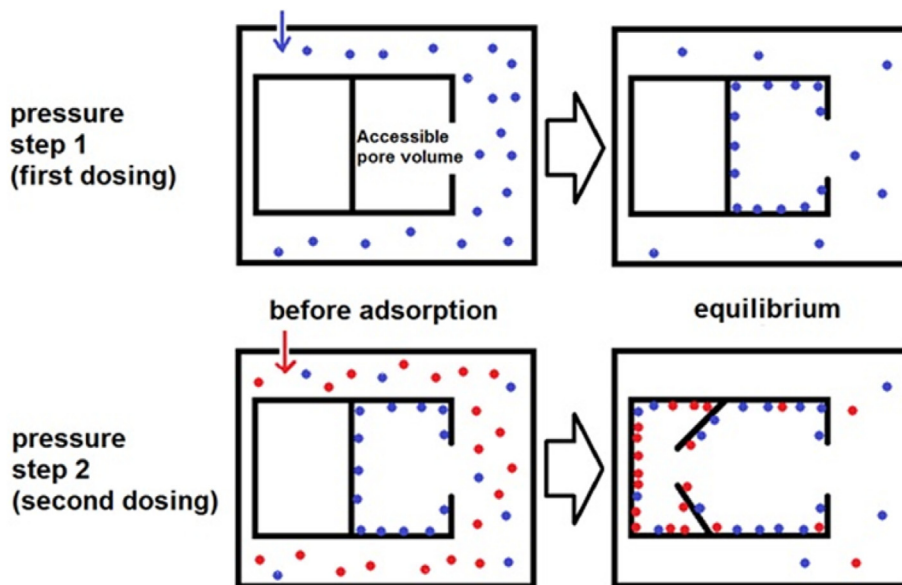 pressure
step 1
(first dosing)
Accessible
pore volume
before adsorption
equilibrium
pressure
step 2
(second dosing)